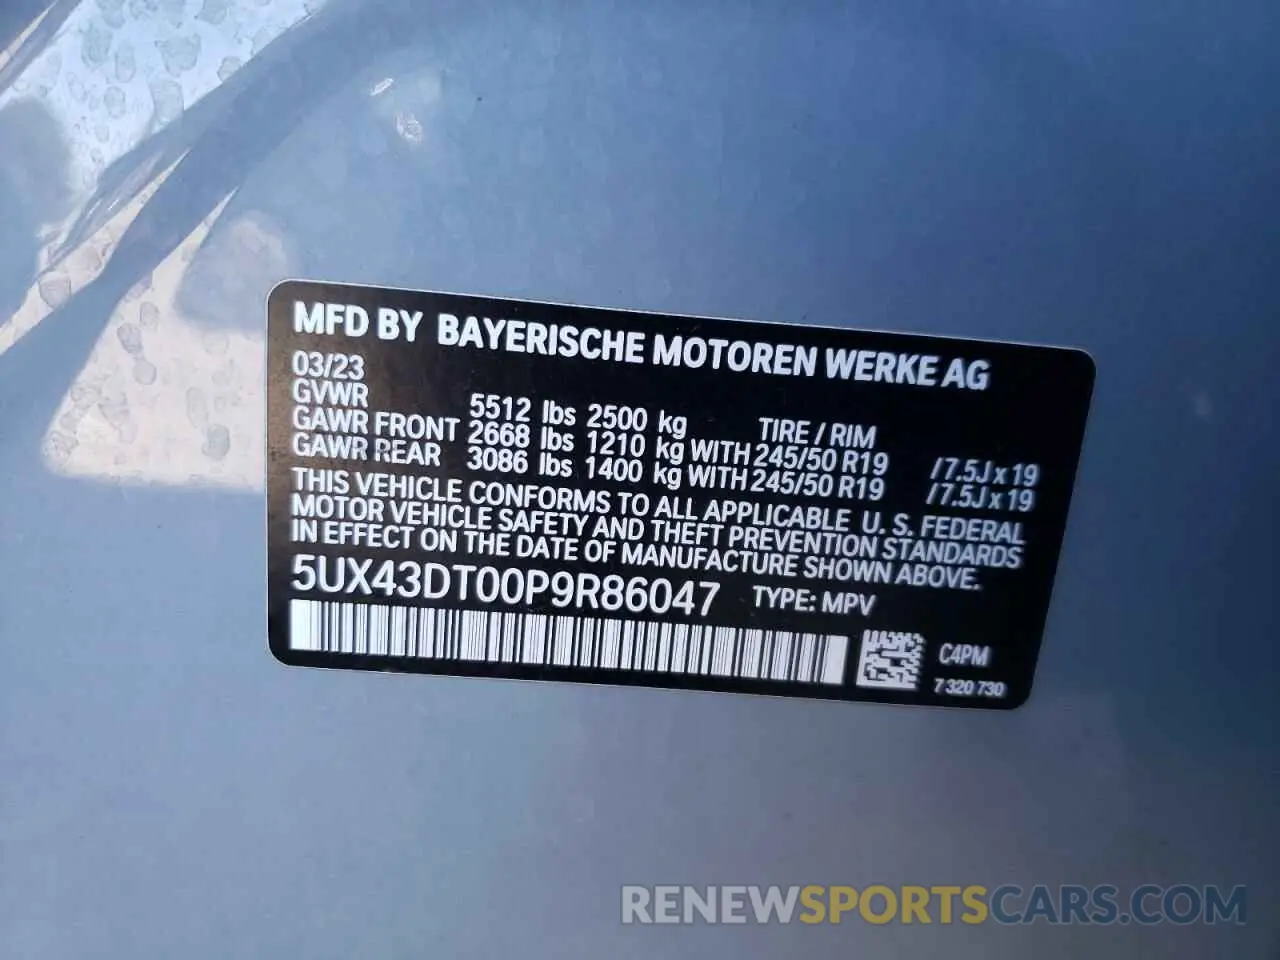 MFD BY BAYERISCHE MOTOREN WERKE AG
03/23
GVWR 5512 lbs 2500 kg TIRE / RIM
GAWR FRONT 2668 lbs 1210 kg WITH 245/50 R19 /7.5J x 19
GAWR REAR 3086 lbs 1400 kg WITH 245/50 R19 /7.5J x 19
THIS VEHICLE CONFORMS TO ALL APPLICABLE U. S. FEDERAL
MOTOR VEHICLE SAFETY AND THEFT PREVENTION STANDARDS
IN EFFECT ON THE DATE OF MANUFACTURE SHOWN ABOVE.
5UX43DT00P9R86047 TYPE: MPV
C4PM
7 320 730
RENEWSPORTSCARS.COM